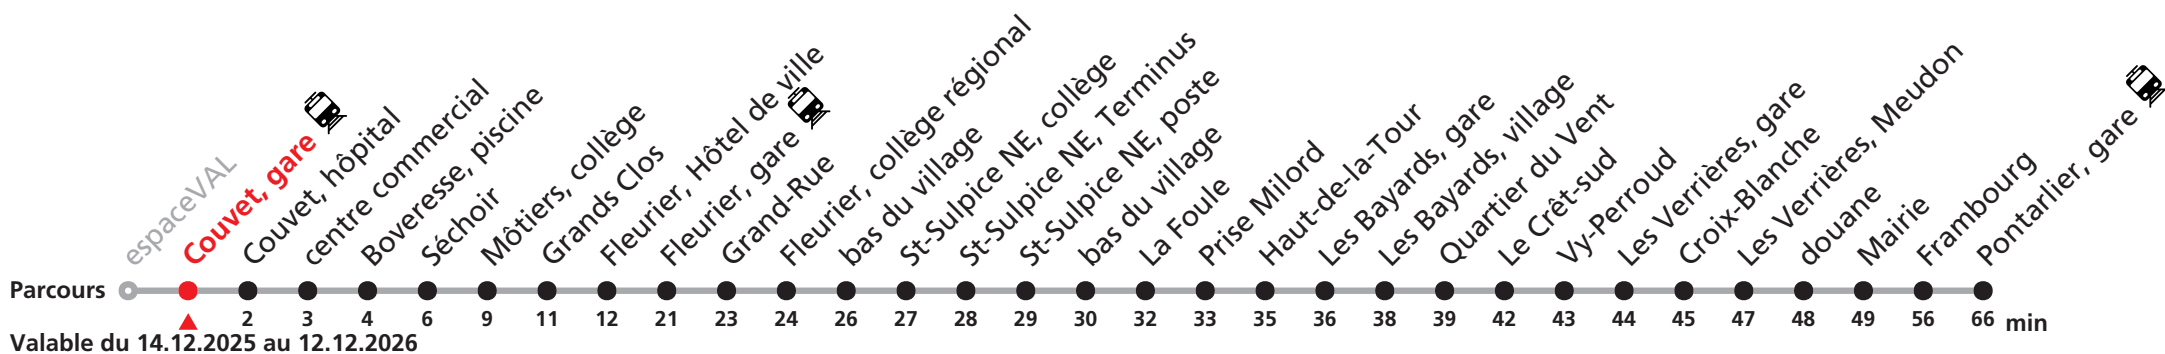 espaceVAL
Couvet, gare
Couvet, hôpital
centre commercial
Boveresse, piscine
Séchoir
Môtiers, collège
Grands Clos
Fleurier, Hôtel de ville
Fleurier, gare
Grand-Rue
Fleurier, collège régional
bas du village
St-Sulpice NE, collège
St-Sulpice NE, Terminus
St-Sulpice NE, poste
bas du village
La Foule
Prise Milord
Haut-de-la-Tour
Les Bayards, gare
Les Bayards, village
Quartier du Vent
Le Crêt-sud
Vy-Perroud
Les Verrières, gare
Croix-Blanche
Les Verrières, Meudon
douane
Mairie
Frambourg
Pontarlier, gare
Parcours
2 3 4 6 9 11 12 21 23 24 26 27 28 29 30 32 33 35 36 38 39 42 43 44 45 47 48 49 56 66 min
Valable du 14.12.2025 au 12.12.2026